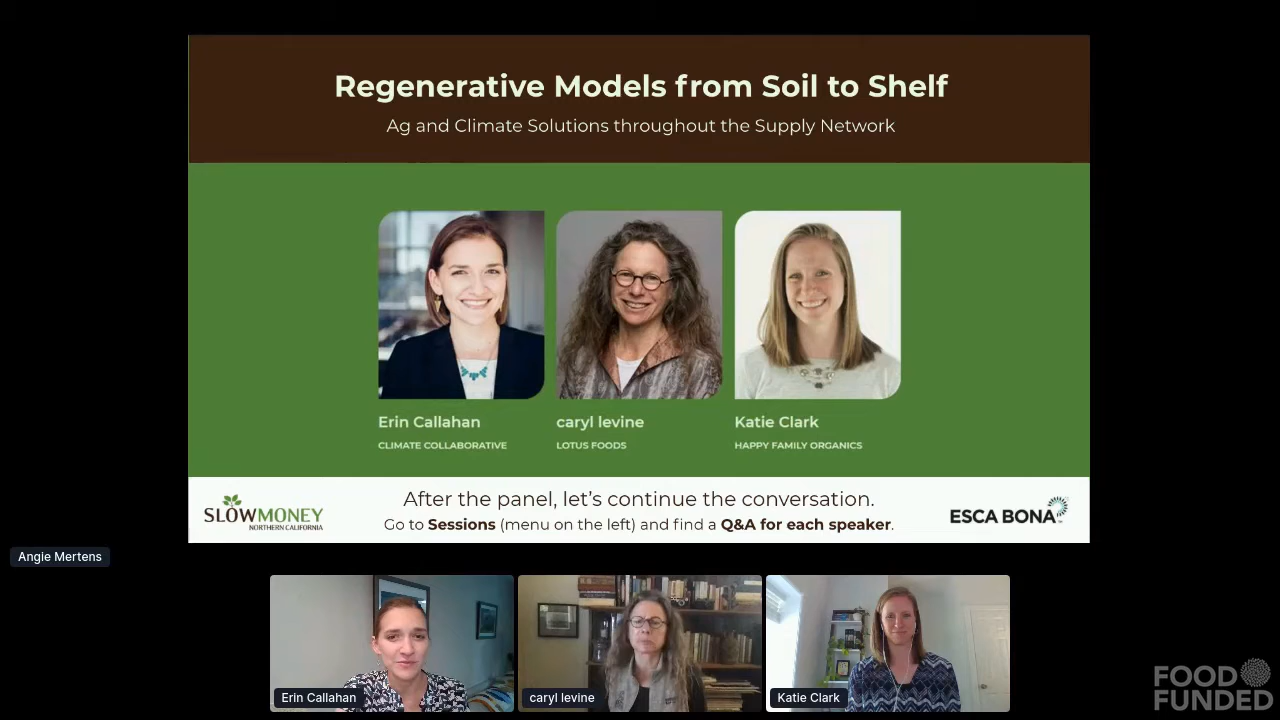 Regenerative Models from Soil to Shelf
Ag and Climate Solutions throughout the Supply Network
Erin Callahan
CLIMATE COLLABORATIVE
caryl levine
LOTUS FOODS
Katie Clark
HAPPY FAMILY ORGANICS
SLOWMONEY
NORTHERN CALIFORNIA
After the panel, let's continue the conversation.
Go to Sessions (menu on the left) and find a Q&A for each speaker.
ESCA BONA
Angie Mertens
Erin Callahan
caryl levine
Katie Clark
FOOD
FUNDED